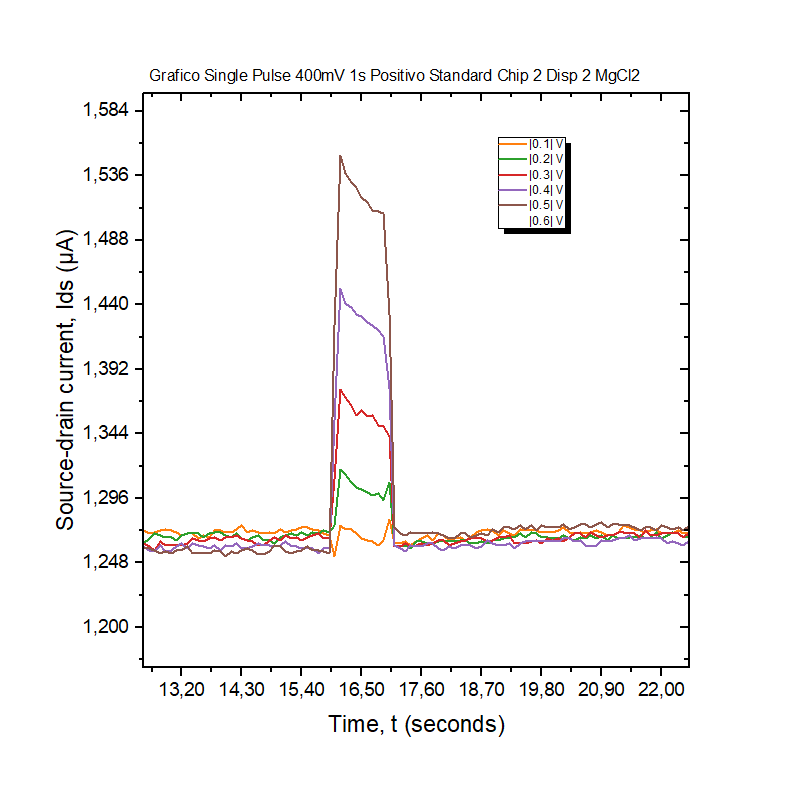 Grafico Single Pulse 400mV 1s Positivo Standard Chip 2 Disp 2 MgCl2
1,584
1,536
1,488
1,440
1,392
1,344
1,296
1,248
1,200
Source-drain current, Ids (µA)
|0.1| V
|0.2| V
|0.3| V
|0.4| V
|0.5| V
|0.6| V
13,20 14,30 15,40 16,50 17,60 18,70 19,80 20,90 22,00
Time, t (seconds)